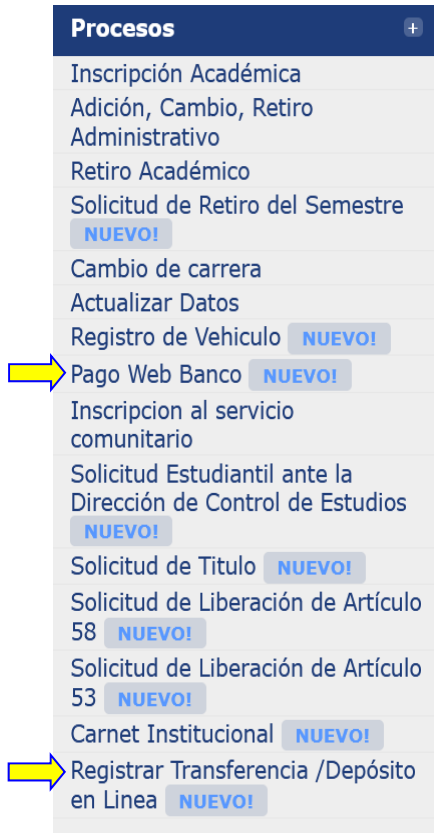 Procesos +
Inscripción Académica
Adición, Cambio, Retiro
Administrativo
Retiro Académico
Solicitud de Retiro del Semestre
NUEVO!
Cambio de carrera
Actualizar Datos
Registro de Vehiculo NUEVO!
Pago Web Banco NUEVO!
Inscripcion al servicio
comunitario
Solicitud Estudiantil ante la
Dirección de Control de Estudios
NUEVO!
Solicitud de Titulo NUEVO!
Solicitud de Liberación de Artículo
58 NUEVO!
Solicitud de Liberación de Artículo
53 NUEVO!
Carnet Institucional NUEVO!
Registrar Transferencia /Depósito
en Linea NUEVO!